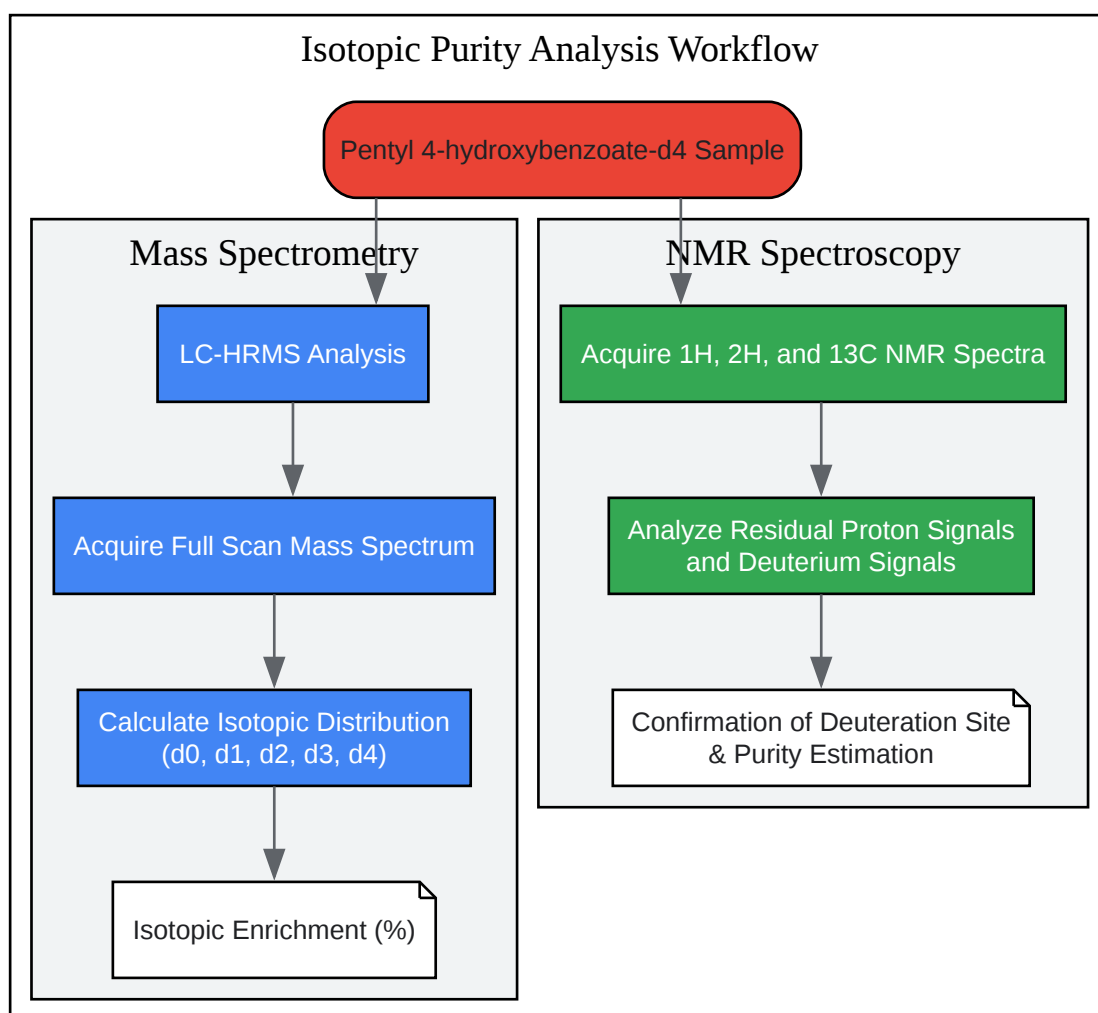 Isotopic Purity Analysis Workflow
Pentyl 4-hydroxybenzoate-d4 Sample
Mass Spectrometry
LC-HRMS Analysis
Acquire Full Scan Mass Spectrum
Calculate Isotopic Distribution
(d0, d1, d2, d3, d4)
Isotopic Enrichment (%)
NMR Spectroscopy
Acquire 1H, 2H, and 13C NMR Spectra
Analyze Residual Proton Signals
and Deuterium Signals
Confirmation of Deuteration Site
& Purity Estimation